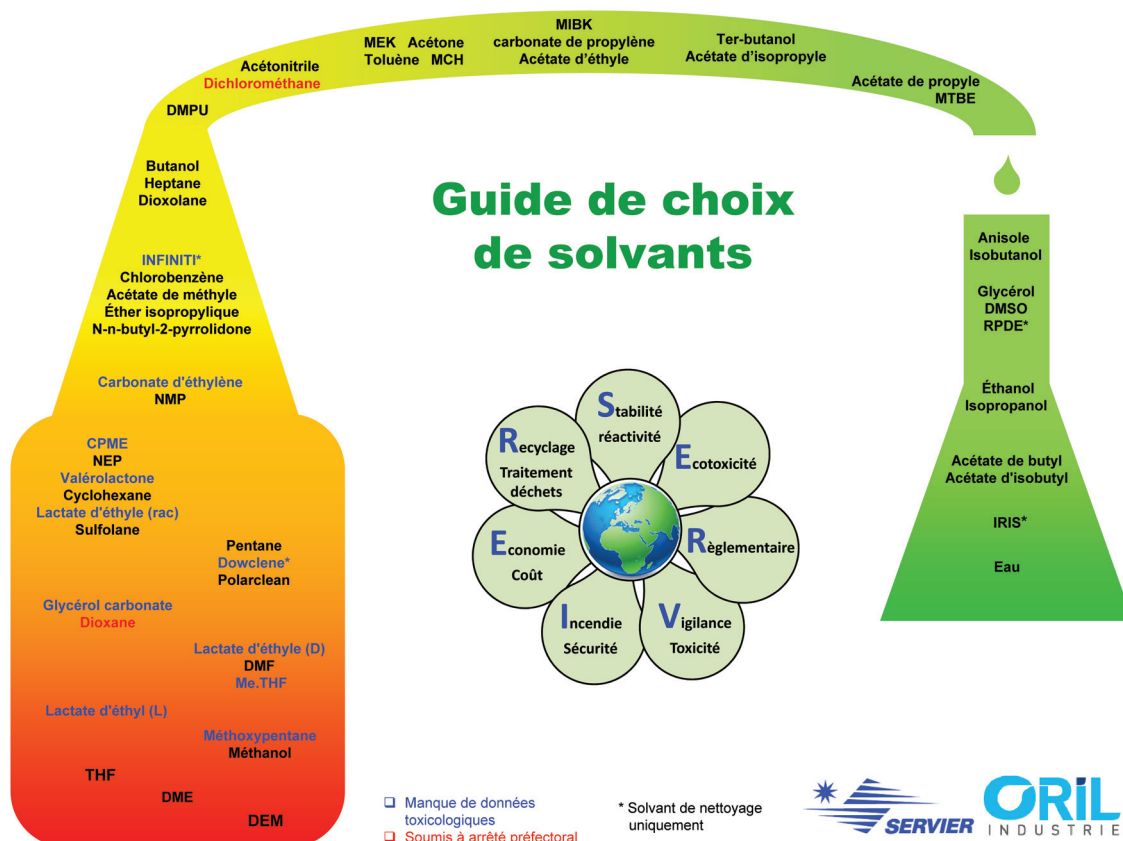 MIBK
carbonate de propylène
Acétate d'éthyle
MEK Acétone
Toluène MCH
Ter-butanol
Acétate d'isopropyle
Acétonitrile
Dichlorométhane
Acétate de propyle
MTBE
DMPU
Butanol
Heptane
Dioxolane
Guide de choix
de solvants
INFINITI*
Chlorobenzène
Acétate de méthyle
Éther isopropylique
N-n-butyl-2-pyrrolidone
Carbonate d'éthylène
NMP
CPME
NEP
Valérolactone
Cyclohexane
Lactate d'éthyle (rac)
Sulfolane
Pentane
Dowclene*
Polarclean
Glycérol carbonate
Dioxane
Lactate d'éthyle (D)
DMF
Me.THF
Lactate d'éthyl (L)
Méthoxypentane
Méthanol
THF
DME
DEM
Stabilité
réactivité
Ecotoxicité
Règlementaire
Vigilance
Toxicité
Incendie
Sécurité
Economie
Coût
Recyclage
Traitement
déchets
Anisole
Isobutanol
Glycérol
DMSO
RPDE*
Éthanol
Isopropanol
Acétate de butyl
Acétate d'isobutyl
IRIS*
Eau
Manque de données
toxicologiques
Soumis à arrêté préfectoral
* Solvant de nettoyage
uniquement
SERVIER
ORIL
INDUSTRIE